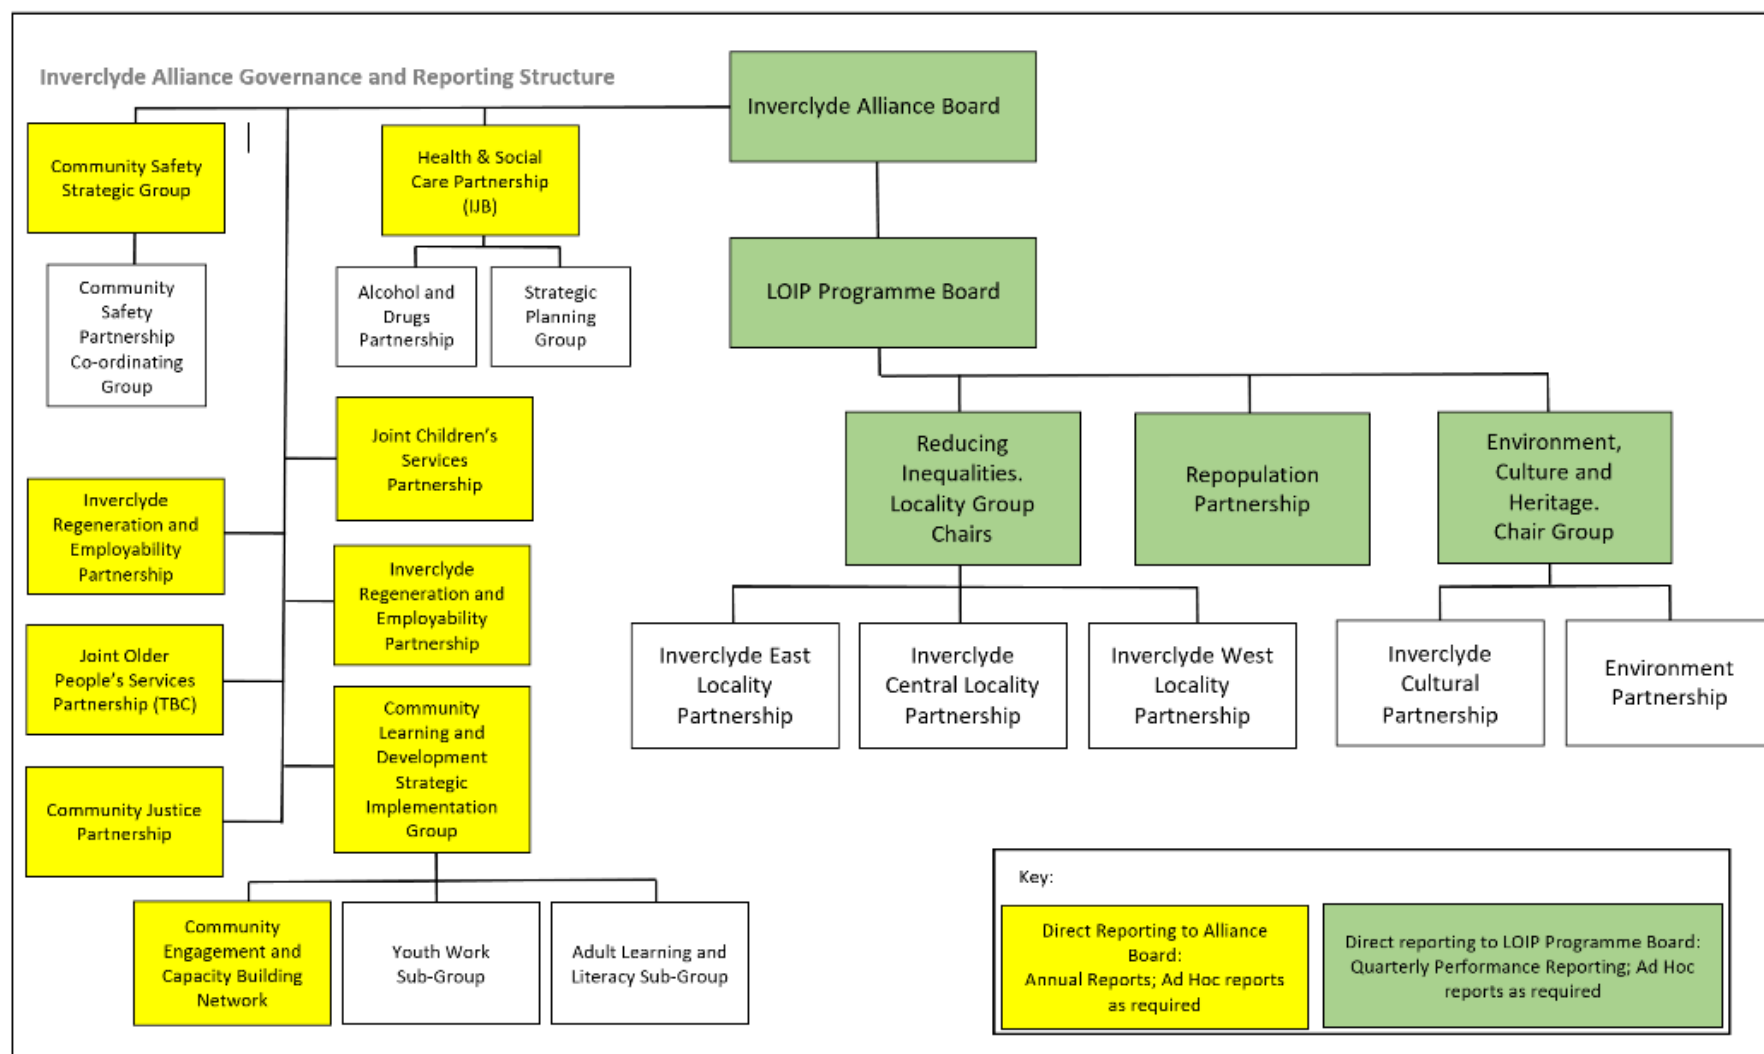 Inverclyde Alliance Governance and Reporting Structure
Inverclyde Alliance Board
Community Safety
Strategic Group
Health & Social
Care Partnership
(IJB)
LOIP Programme Board
Community
Safety
Partnership
Co-ordinating
Group
Alcohol and
Drugs
Partnership
Strategic
Planning
Group
Joint Children's
Services
Partnership
Reducing
Inequalities.
Locality Group
Chairs
Repopulation
Partnership
Environment,
Culture and
Heritage.
Chair Group
Inverclyde
Regeneration and
Employability
Partnership
Inverclyde
Regeneration and
Employability
Partnership
Joint Older
People's Services
Partnership (TBC)
Inverclyde East
Locality
Partnership
Inverclyde
Central Locality
Partnership
Inverclyde West
Locality
Partnership
Inverclyde
Cultural
Partnership
Environment
Partnership
Community
Learning and
Development
Strategic
Implementation
Group
Community Justice
Partnership
Community
Engagement and
Capacity Building
Network
Youth Work
Sub-Group
Adult Learning and
Literacy Sub-Group
Key:
Direct Reporting to Alliance
Board:
Annual Reports; Ad Hoc reports
as required
Direct reporting to LOIP Programme Board:
Quarterly Performance Reporting; Ad Hoc
reports as required